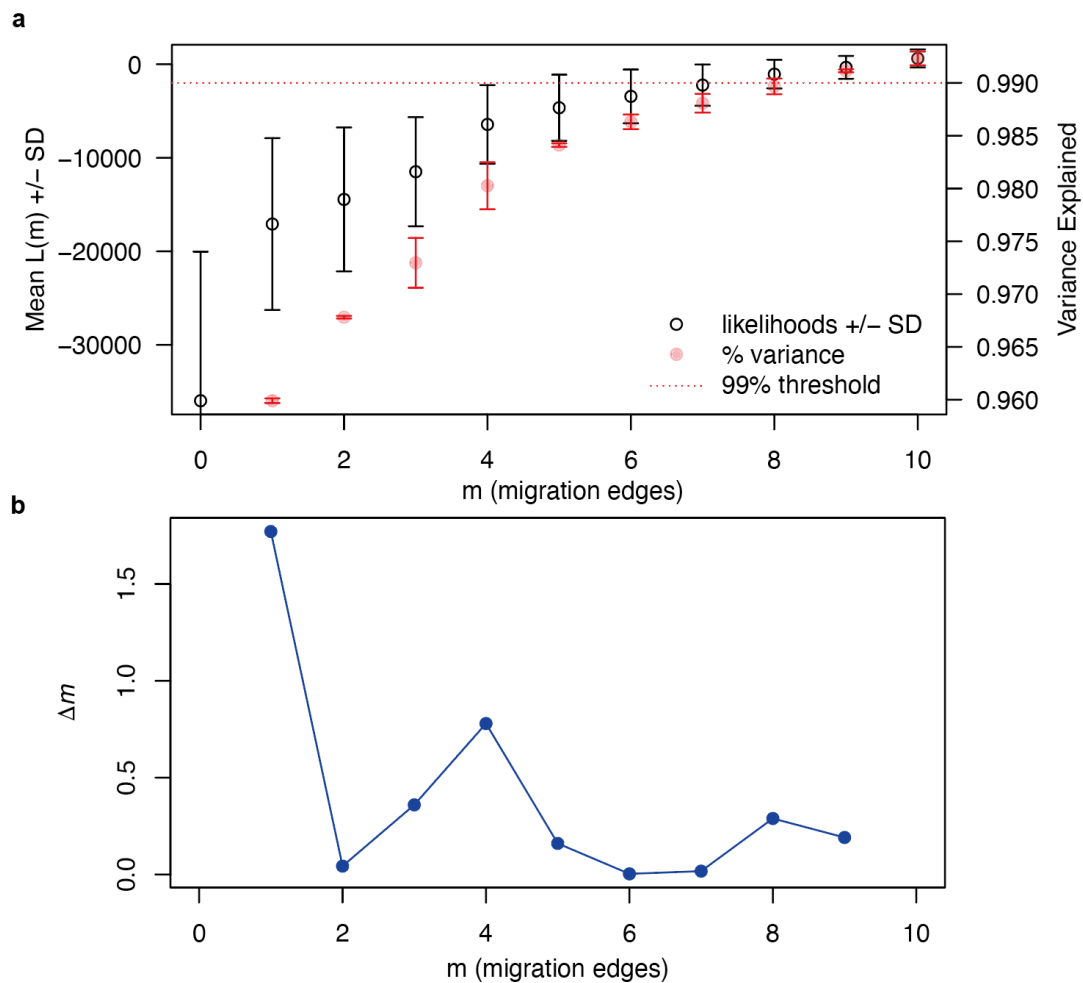 a
Mean L(m) +/− SD
0
−10000
−20000
−30000
0.990
0.985
0.980
0.975
0.970
0.965
0.960
Variance Explained
likelihoods +/− SD
% variance
99% threshold
0 2 4 6 8 10
m (migration edges)
b
Δm
1.5
1.0
0.5
0.0
0 2 4 6 8 10
m (migration edges)